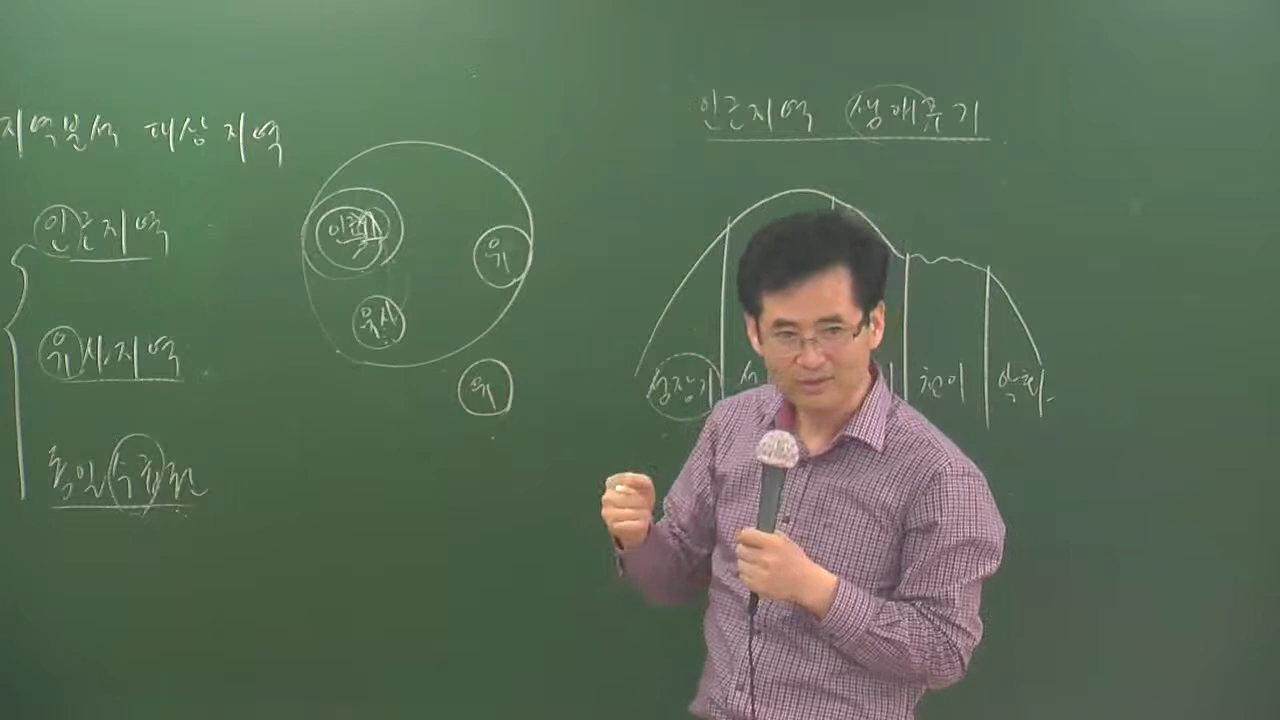 지역분석 대상지역
인근지역
유사지역
동일수급권
인근
유사
유
유
인근지역 생애주기
성장기 성
천이 악화